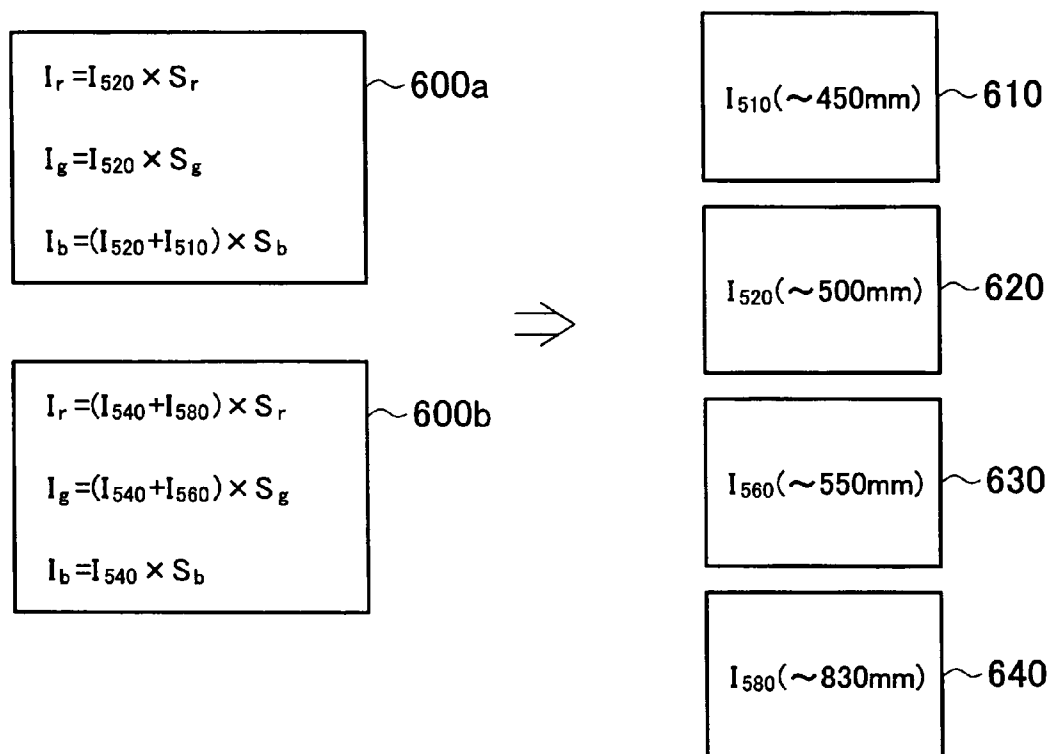 I_r=I_520 × S_r
I_g=I_520 × S_g
I_b=(I_520+I_510) × S_b
600a
I_r=(I_540+I_580) × S_r
I_g=(I_540+I_560) × S_g
I_b=I_540 × S_b
600b
⇒
I_510(~450mm)
610
I_520(~500mm)
620
I_560(~550mm)
630
I_580(~830mm)
640